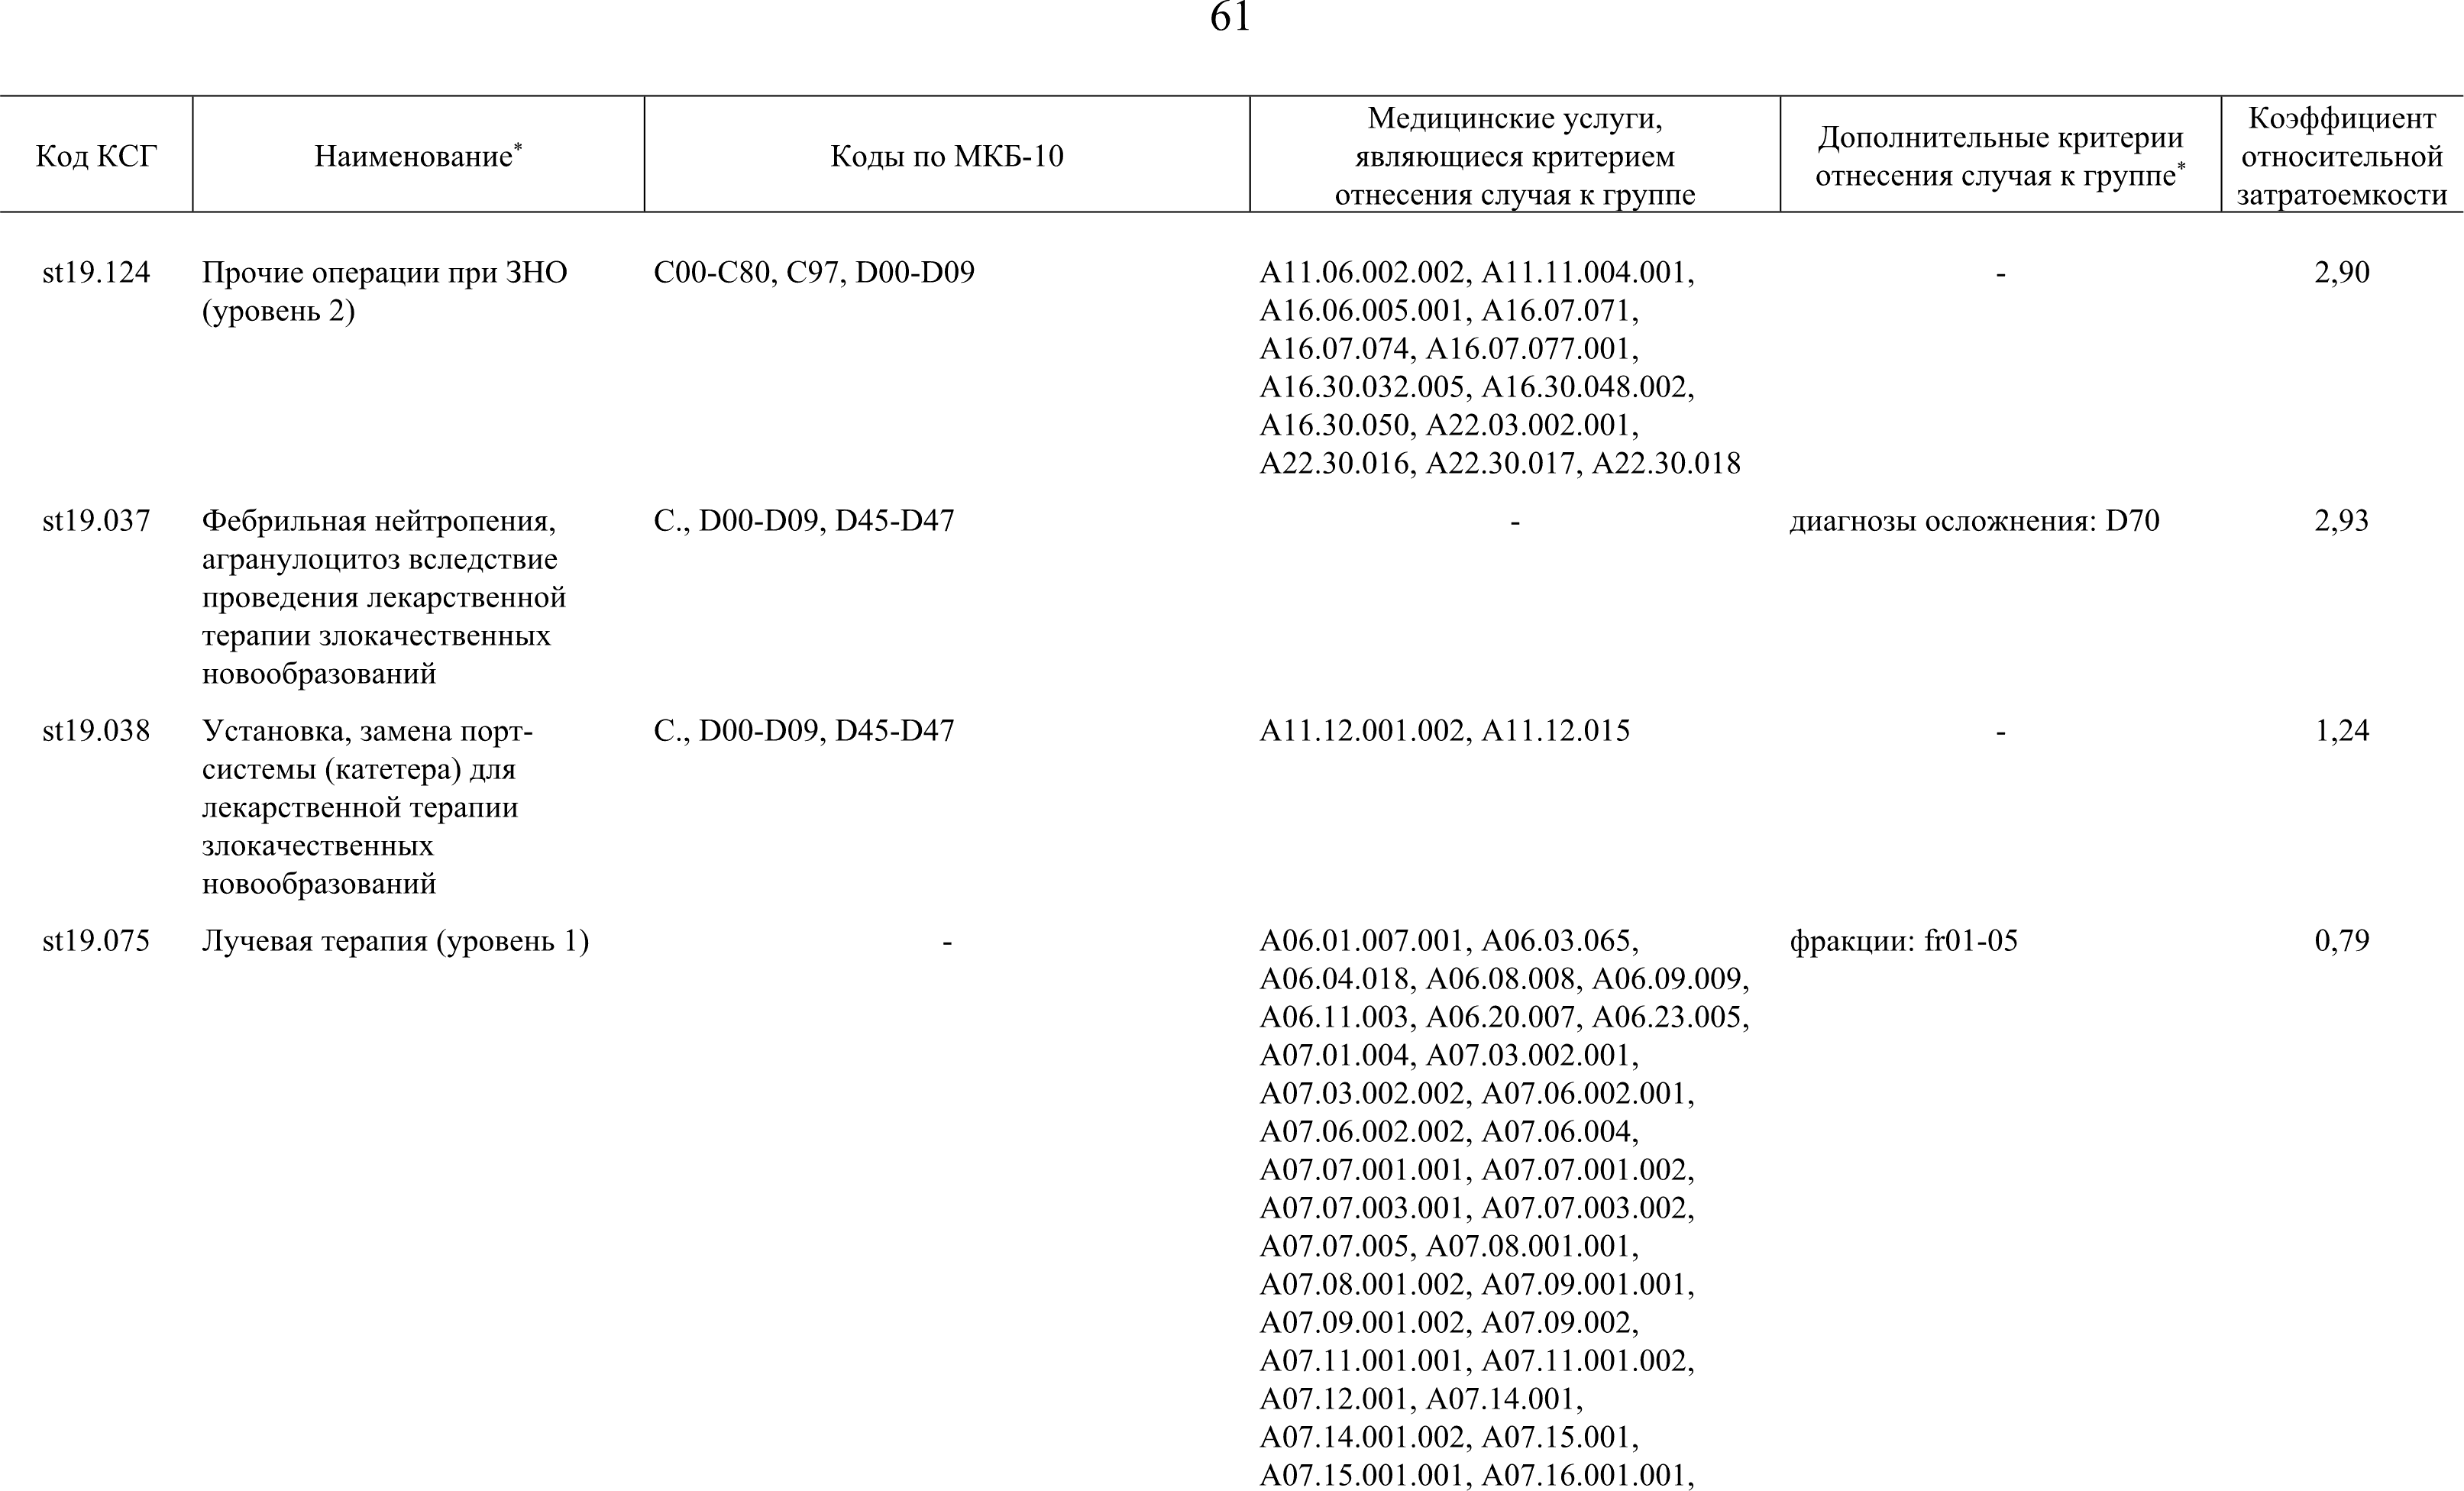 61
Код КСГ
Наименование*
Коды по МКБ-10
Медицинские услуги,
являющиеся критерием
отнесения случая к группе
Дополнительные критерии
отнесения случая к группе*
Коэффициент
относительной
затратоемкости
st19.124
Прочие операции при ЗНО
(уровень 2)
C00-C80, C97, D00-D09
A11.06.002.002, A11.11.004.001,
A16.06.005.001, A16.07.071,
A16.07.074, A16.07.077.001,
A16.30.032.005, A16.30.048.002,
A16.30.050, A22.03.002.001,
A22.30.016, A22.30.017, A22.30.018
-
2,90
st19.037
Фебрильная нейтропения,
агранулоцитоз вследствие
проведения лекарственной
терапии злокачественных
новообразований
C., D00-D09, D45-D47
-
диагнозы осложнения: D70
2,93
st19.038
Установка, замена порт-
системы (катетера) для
лекарственной терапии
злокачественных
новообразований
C., D00-D09, D45-D47
A11.12.001.002, A11.12.015
-
1,24
st19.075
Лучевая терапия (уровень 1)
-
A06.01.007.001, A06.03.065,
A06.04.018, A06.08.008, A06.09.009,
A06.11.003, A06.20.007, A06.23.005,
A07.01.004, A07.03.002.001,
A07.03.002.002, A07.06.002.001,
A07.06.002.002, A07.06.004,
A07.07.001.001, A07.07.001.002,
A07.07.003.001, A07.07.003.002,
A07.07.005, A07.08.001.001,
A07.08.001.002, A07.09.001.001,
A07.09.001.002, A07.09.002,
A07.11.001.001, A07.11.001.002,
A07.12.001, A07.14.001,
A07.14.001.002, A07.15.001,
A07.15.001.001, A07.16.001.001,
фракции: fr01-05
0,79